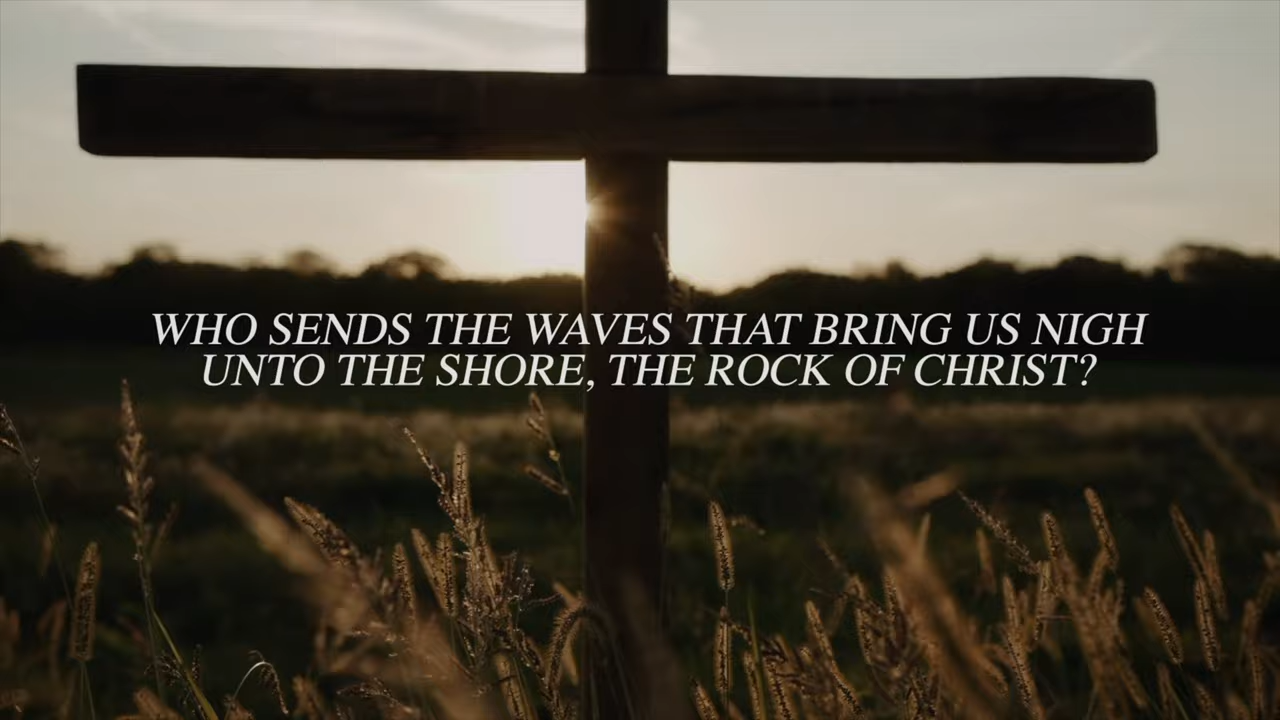 WHO SENDS THE WAVES THAT BRING US NIGH
UNTO THE SHORE, THE ROCK OF CHRIST?